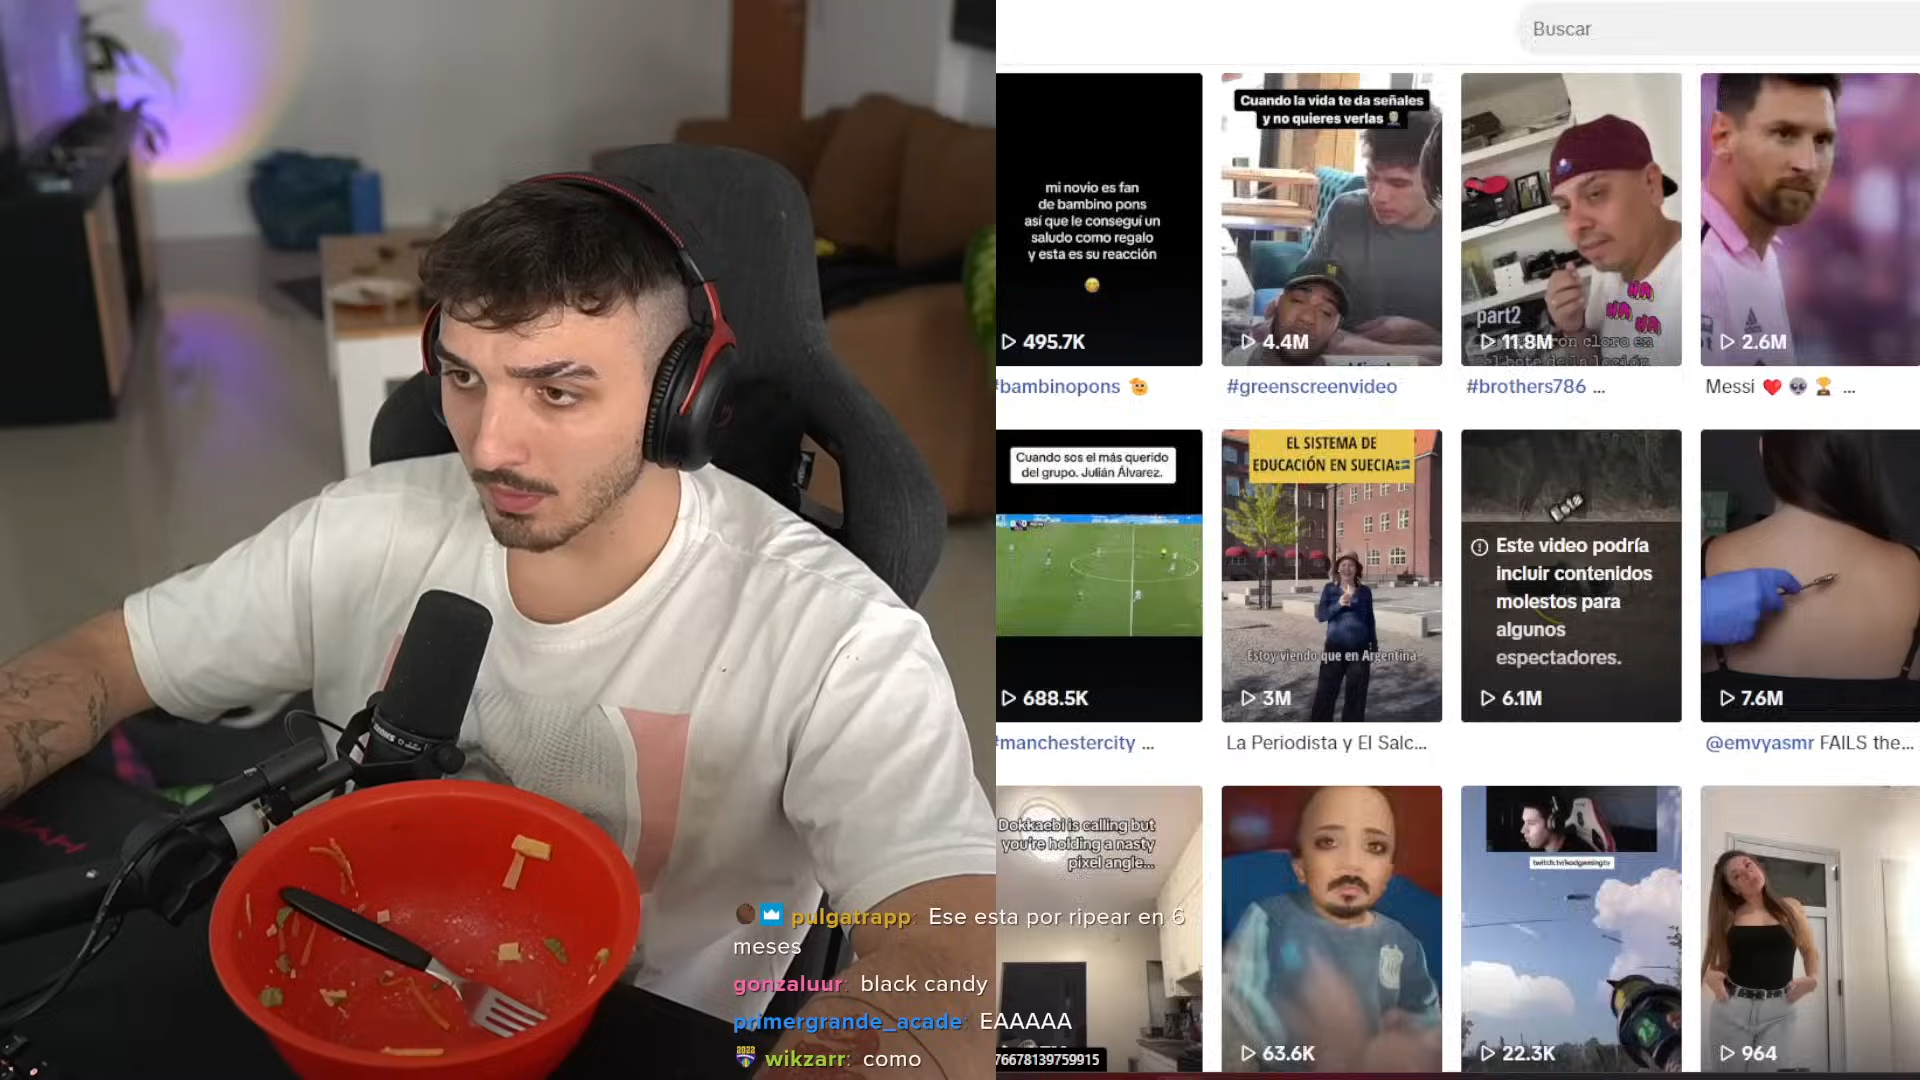 Buscar
Cuando la vida te da señales
y no quieres verlas
mi novio es fan
de bambino pons
así que le conseguí un
saludo como regalo
y esta es su reacción
part2
495.7K
4.4M
11.8M
2.6M
#bambinopons
#greenscreenvideo
#brothers786 ...
Messi ❤️ 👽 🏆 ...
Cuando sos el más querido
del grupo. Julián Álvarez.
EL SISTEMA DE
EDUCACIÓN EN SUECIA
Esta
Este video podría
incluir contenidos
molestos para
algunos
espectadores.
Estoy viendo que en Argentina
688.5K
3M
6.1M
7.6M
#manchestercity ...
La Periodista y El Salc...
@emvyasmr FAILS the...
Dokkaebi is calling but
you're holding a nasty
pixel angle...
twitch.tv/kodgamingtv
63.6K
22.3K
964
76678139759915
pulgatrapp: Ese esta por ripear en 6
meses
gonzaluur: black candy
primergrande_acade: EAAAAA
wikzarr: como